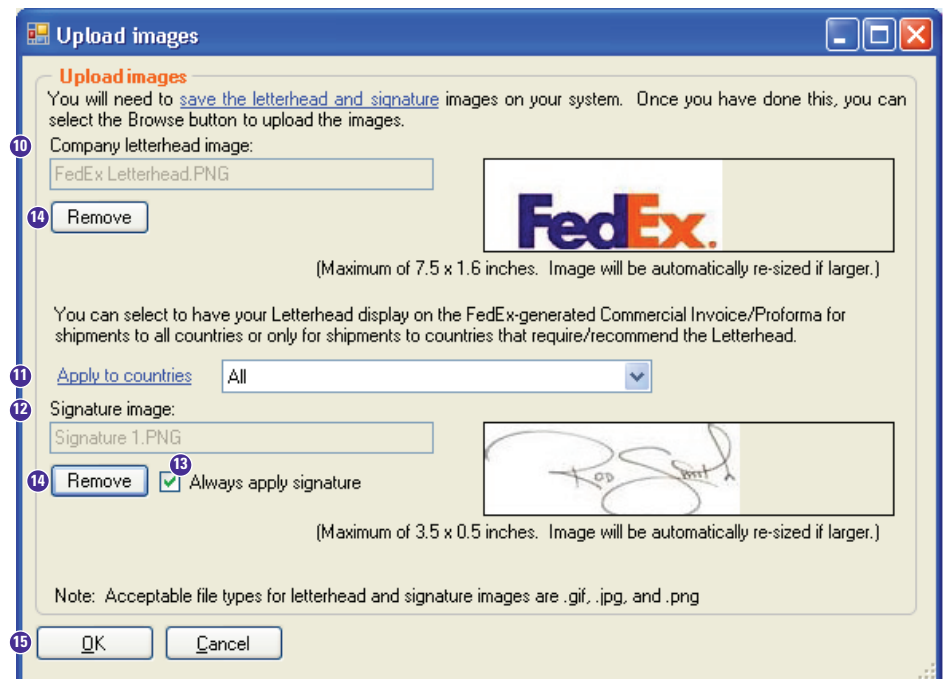 Upload images
Upload images
You will need to save the letterhead and signature images on your system. Once you have done this, you can
select the Browse button to upload the images.
10 Company letterhead image:
FedEx Letterhead.PNG
FedEx.
14 Remove
(Maximum of 7.5 x 1.6 inches. Image will be automatically re-sized if larger.)
You can select to have your Letterhead display on the FedEx-generated Commercial Invoice/Proforma for
shipments to all countries or only for shipments to countries that require/recommend the Letterhead.
11 Apply to countries All
12 Signature image:
Signature 1.PNG
Rod Smith
13
14 Remove Always apply signature
(Maximum of 3.5 x 0.5 inches. Image will be automatically re-sized if larger.)
Note: Acceptable file types for letterhead and signature images are .gif, .jpg, and .png
15 OK Cancel